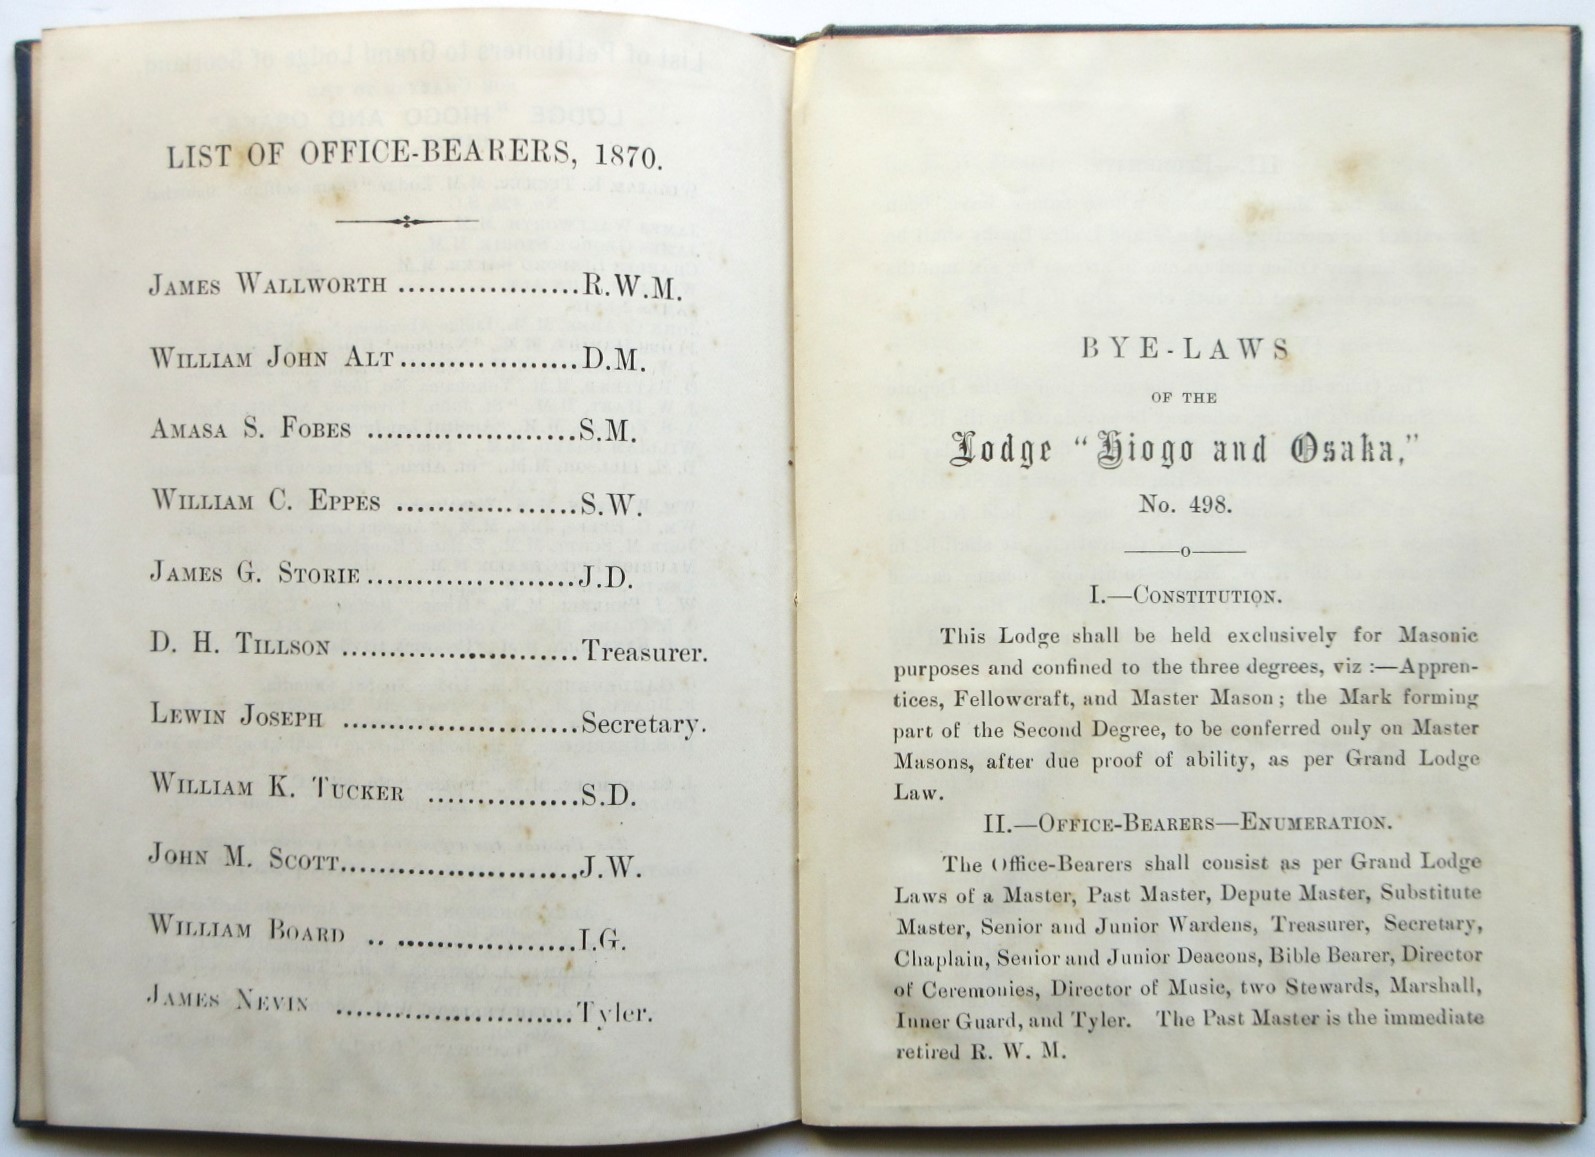 LIST OF OFFICE-BEARERS, 1870.
JAMES WALLWORTH ..................R.W.M.
WILLIAM JOHN ALT..................D.M.
AMASA S. FOBES .....................S.M.
WILLIAM C. EPPES ..................S.W.
JAMES G. STORIE.....................J.D.
D. H. TILLSON ........................Treasurer.
LEWIN JOSEPH ........................Secretary.
WILLIAM K. TUCKER ...............S.D.
JOHN M. SCOTT........................J.W.
WILLIAM BOARD .. ..................I.G.
JAMES NEVIN ........................Tyler.
BYE-LAWS
OF THE
Lodge "Hiogo and Osaka,"
No. 498.
o
I.—CONSTITUTION.
This Lodge shall be held exclusively for Masonic
purposes and confined to the three degrees, viz :—Appren-
tices, Fellowcraft, and Master Mason; the Mark forming
part of the Second Degree, to be conferred only on Master
Masons, after due proof of ability, as per Grand Lodge
Law.
II.—OFFICE-BEARERS—ENUMERATION.
The Office-Bearers shall consist as per Grand Lodge
Laws of a Master, Past Master, Depute Master, Substitute
Master, Senior and Junior Wardens, Treasurer, Secretary,
Chaplain, Senior and Junior Deacons, Bible Bearer, Director
of Ceremonies, Director of Music, two Stewards, Marshall,
Inner Guard, and Tyler. The Past Master is the immediate
retired R. W. M.